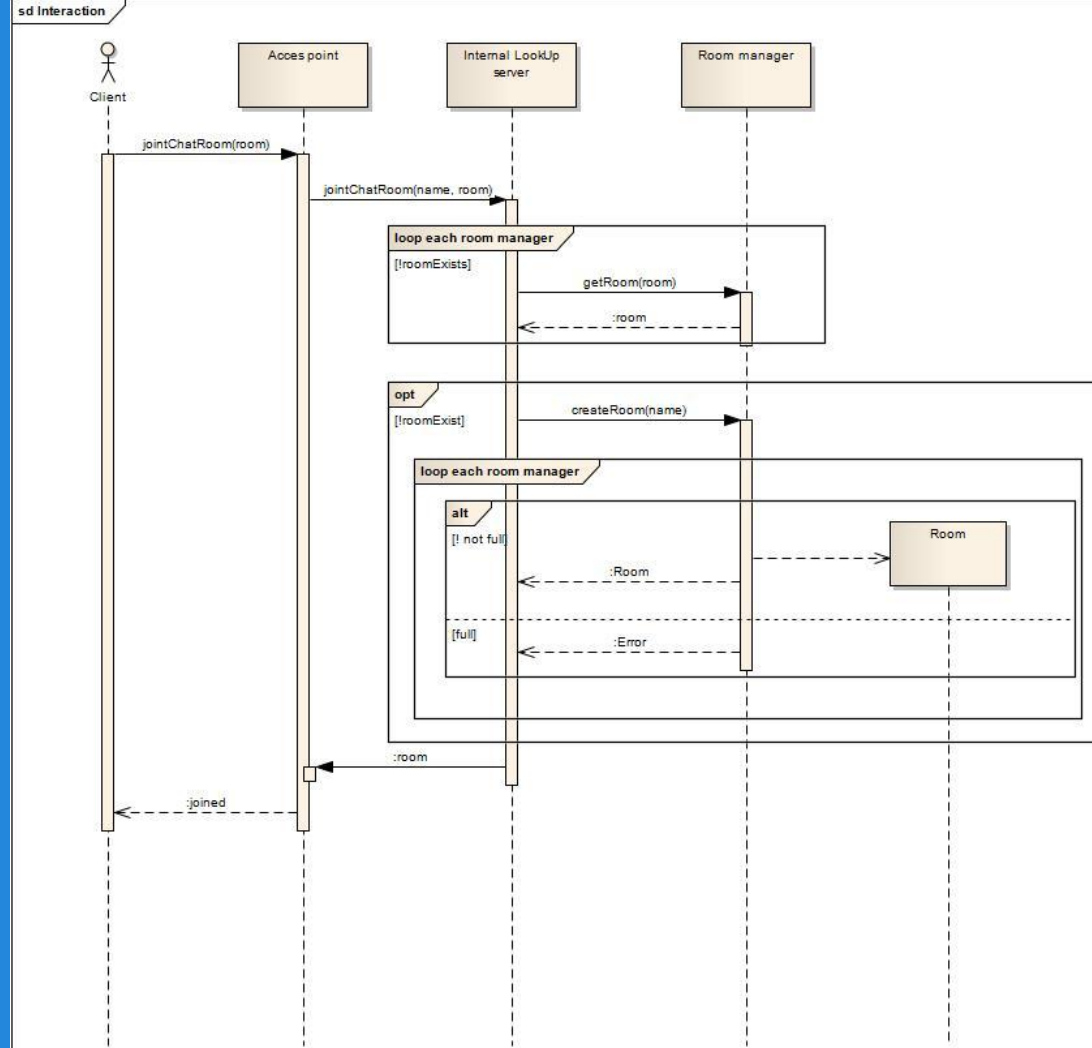 sd Interaction
Client
Acces point
Internal LookUp
server
Room manager
jointChatRoom(room)
jointChatRoom(name, room)
loop each room manager
[!roomExists]
getRoom(room)
:room
opt
[!roomExist]
createRoom(name)
loop each room manager
alt
[! not full]
Room
:Room
[full]
:Error
:room
:joined